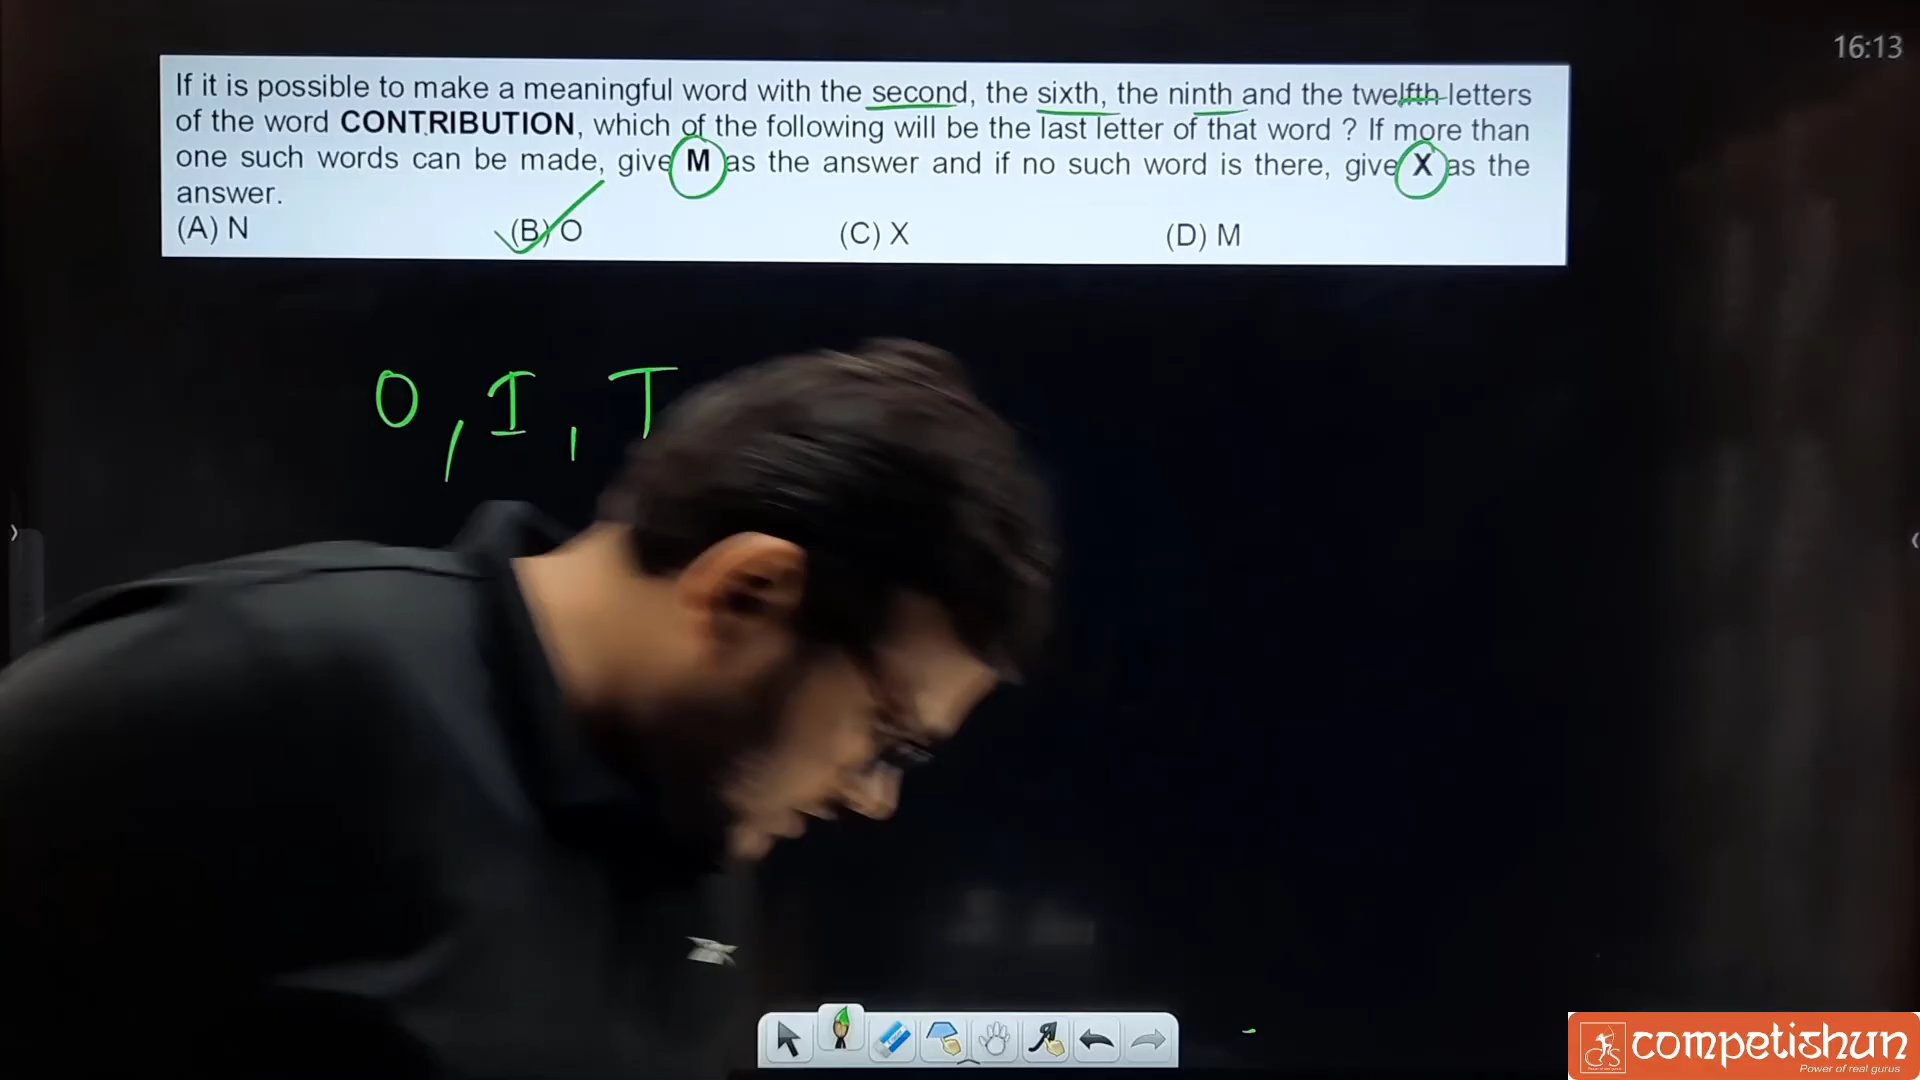 16:13
If it is possible to make a meaningful word with the second, the sixth, the ninth and the twelfth letters
of the word CONTRIBUTION, which of the following will be the last letter of that word ? If more than
one such words can be made, give M as the answer and if no such word is there, give X as the
answer.
(A) N (B) O (C) X (D) M
O, I, T
competishun
Power of real gurus